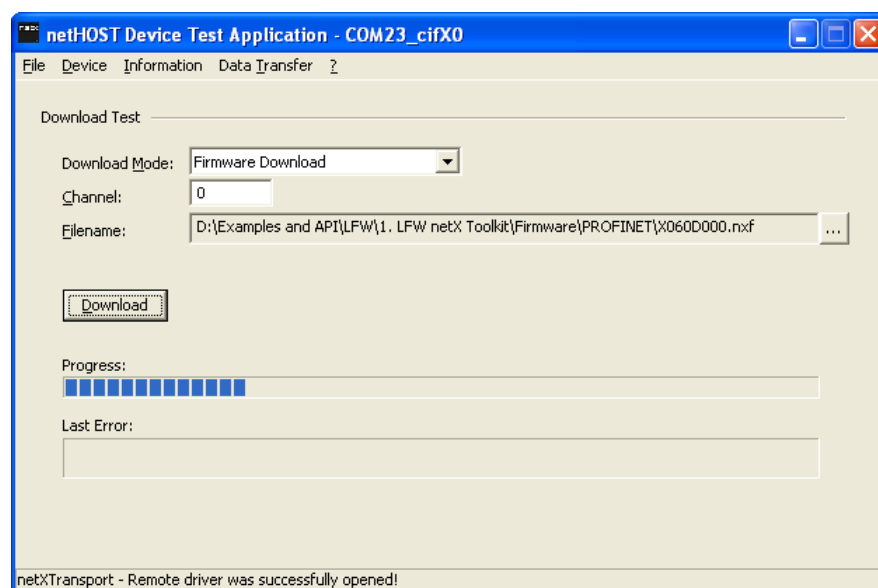 netHOST Device Test Application - COM23_cifX0
File Device Information Data Transfer ?
Download Test
Download Mode: Firmware Download
Channel: 0
Filename: D:\Examples and API\LFW\1. LFW netX Toolkit\Firmware\PROFINET\X060D000.nxf ...
Download
Progress:
Last Error:
netXTransport - Remote driver was successfully opened!